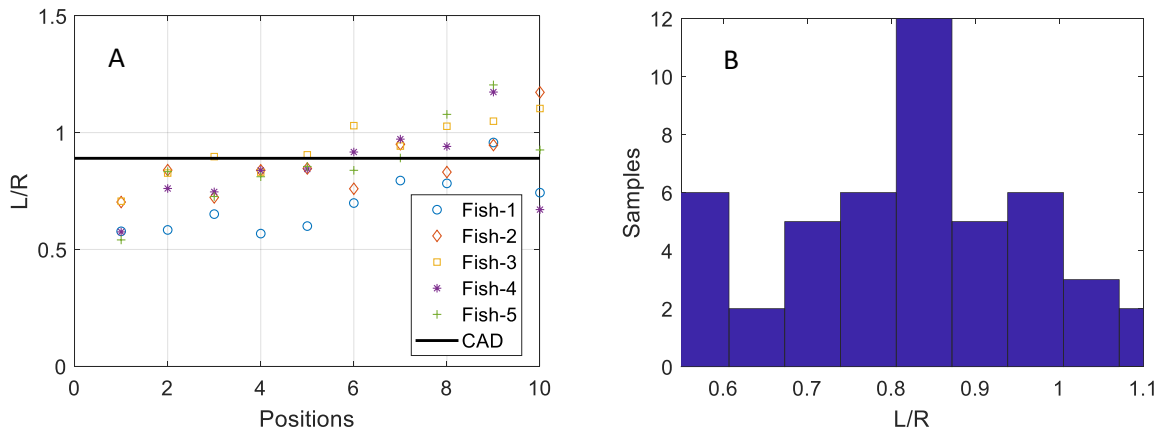 A
1.5
1
0.5
0
L/R
0 2 4 6 8 10
Positions
Fish-1
Fish-2
Fish-3
Fish-4
Fish-5
CAD
B
12
10
8
6
4
2
0
Samples
0.6 0.7 0.8 0.9 1 1.1
L/R